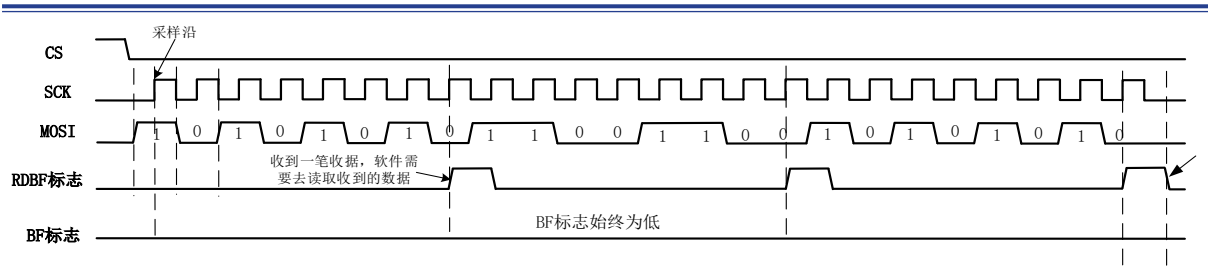 采样沿
CS
SCK
MOSI
1 0 1 0 1 0 1 0 1 1 0 0 1 1 0 0 1 0 1 0 1 0 1 0
收到一笔收据，软件需
要去读取收到的数据
RDBF标志
BF标志始终为低
BF标志